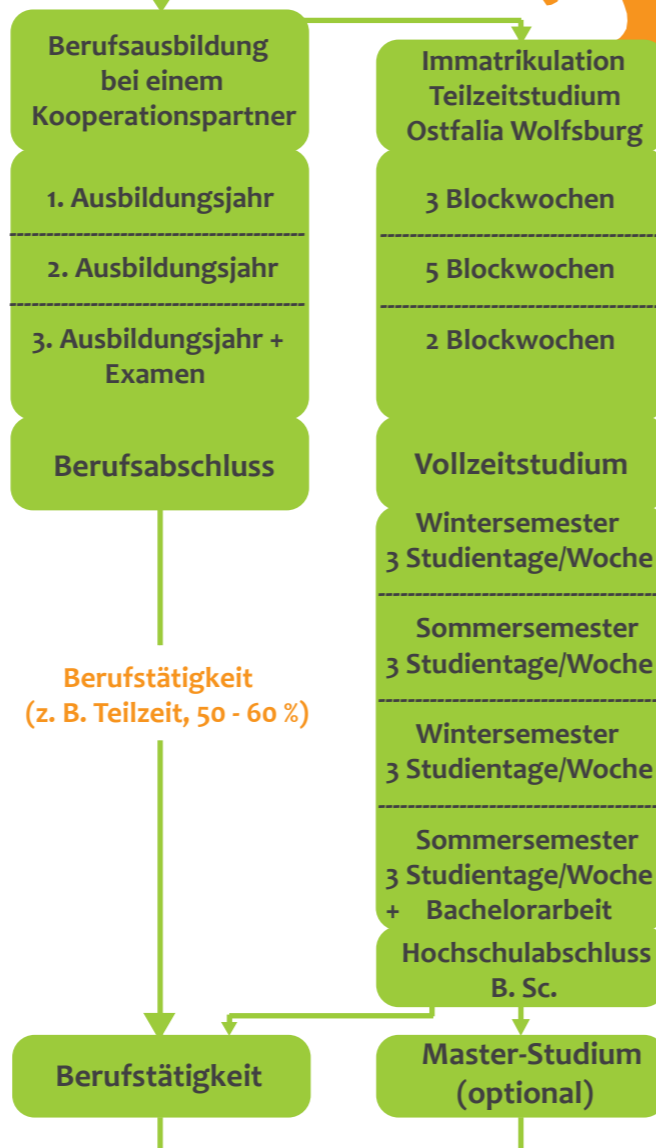 Berufsausbildung
bei einem
Kooperationspartner
1. Ausbildungsjahr
2. Ausbildungsjahr
3. Ausbildungsjahr +
Examen
Berufsabschluss
Berufstätigkeit
(z. B. Teilzeit, 50 - 60 %)
Berufstätigkeit
Immatrikulation
Teilzeitstudium
Ostfalia Wolfsburg
3 Blockwochen
5 Blockwochen
2 Blockwochen
Vollzeitstudium
Wintersemester
3 Studientage/Woche
Sommersemester
3 Studientage/Woche
Wintersemester
3 Studientage/Woche
Sommersemester
3 Studientage/Woche
+ Bachelorarbeit
Hochschulabschluss
B. Sc.
Master-Studium
(optional)